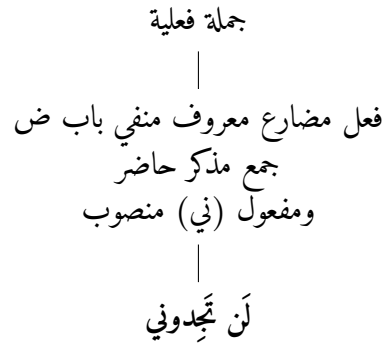 جملة فعلية
فعل مضارع معروف منفي باب ض
جمع مذكر حاضر
ومفعول (ني) منصوب
لَن تَجِدوني